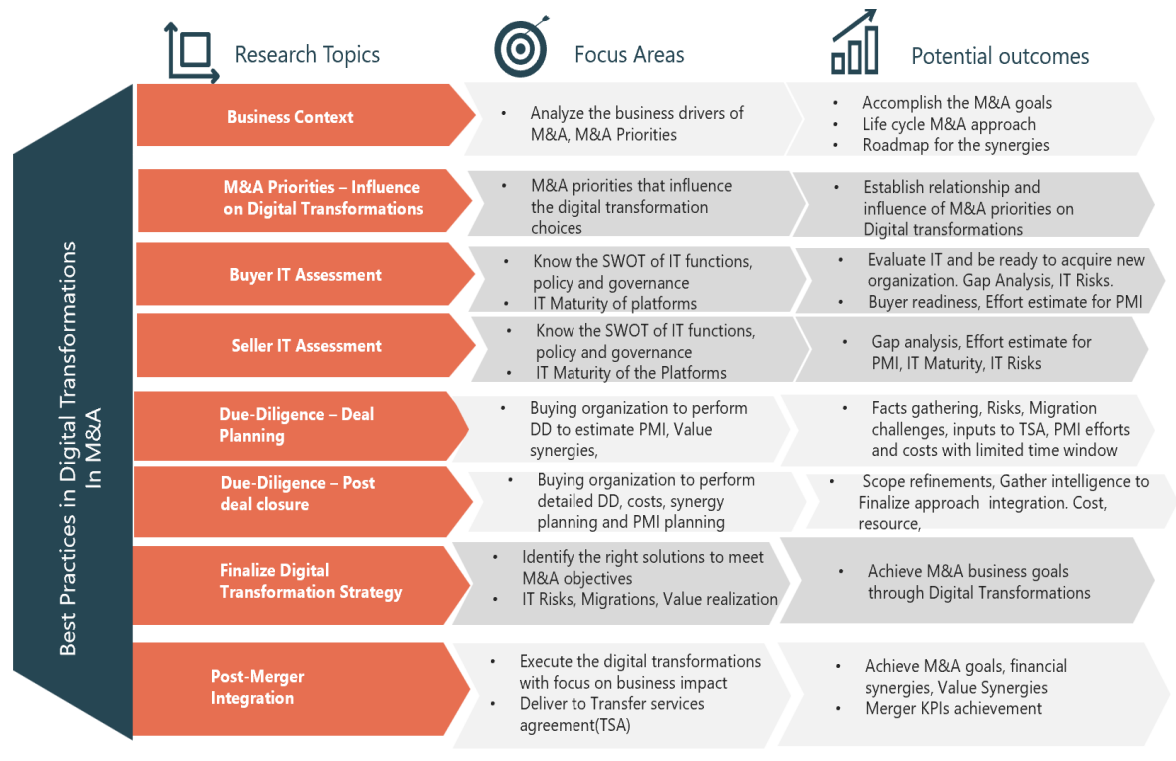 Research Topics
Focus Areas
Potential outcomes
Best Practices in Digital Transformations
In M&A
Business Context
• Analyze the business drivers of
M&A, M&A Priorities
• Accomplish the M&A goals
• Life cycle M&A approach
• Roadmap for the synergies
M&A Priorities – Influence
on Digital Transformations
• M&A priorities that influence
the digital transformation
choices
• Establish relationship and
influence of M&A priorities on
Digital transformations
Buyer IT Assessment
• Know the SWOT of IT functions,
policy and governance
• IT Maturity of platforms
• Evaluate IT and be ready to acquire new
organization. Gap Analysis, IT Risks.
• Buyer readiness, Effort estimate for PMI
Seller IT Assessment
• Know the SWOT of IT functions,
policy and governance
• IT Maturity of the Platforms
• Gap analysis, Effort estimate for
PMI, IT Maturity, IT Risks
Due-Diligence – Deal
Planning
• Buying organization to perform
DD to estimate PMI, Value
synergies,
• Facts gathering, Risks, Migration
challenges, inputs to TSA, PMI efforts
and costs with limited time window
Due-Diligence – Post
deal closure
• Buying organization to perform
detailed DD, costs, synergy
planning and PMI planning
• Scope refinements, Gather intelligence to
Finalize approach integration. Cost,
resource,
Finalize Digital
Transformation Strategy
• Identify the right solutions to meet
M&A objectives
• IT Risks, Migrations, Value realization
• Achieve M&A business goals
through Digital Transformations
Post-Merger
Integration
• Execute the digital transformations
with focus on business impact
• Deliver to Transfer services
agreement(TSA)
• Achieve M&A goals, financial
synergies, Value Synergies
• Merger KPIs achievement